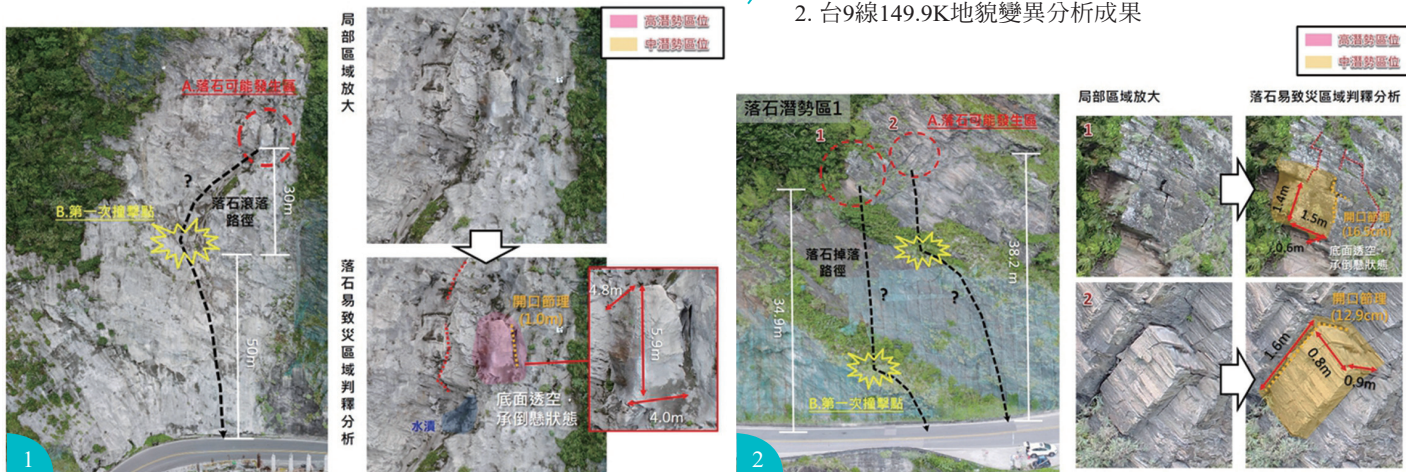 高潛勢區位
中潛勢區位
局部區域放大
A.落石可能發生區
?
30m
落石滾落
路徑
B.第一次撞擊點
50m
落石易致災區域判釋分析
開口節理
(1.0m)
底面透空，
承倒懸狀態
水漬
4.8m
5.9m
4.0m
1
2. 台9線149.9K地貌變異分析成果
高潛勢區位
中潛勢區位
落石潛勢區1
1
2
A.落石可能發生區
落石掉落
路徑
34.9m
38.2 m
?
?
B.第一次撞擊點
2
局部區域放大
落石易致災區域判釋分析
1
1.4m
1.5m
0.6m
開口節理
底面透空，
承倒懸狀態
2
開口節理
(12.9cm)
1.6m
0.8m
0.9m